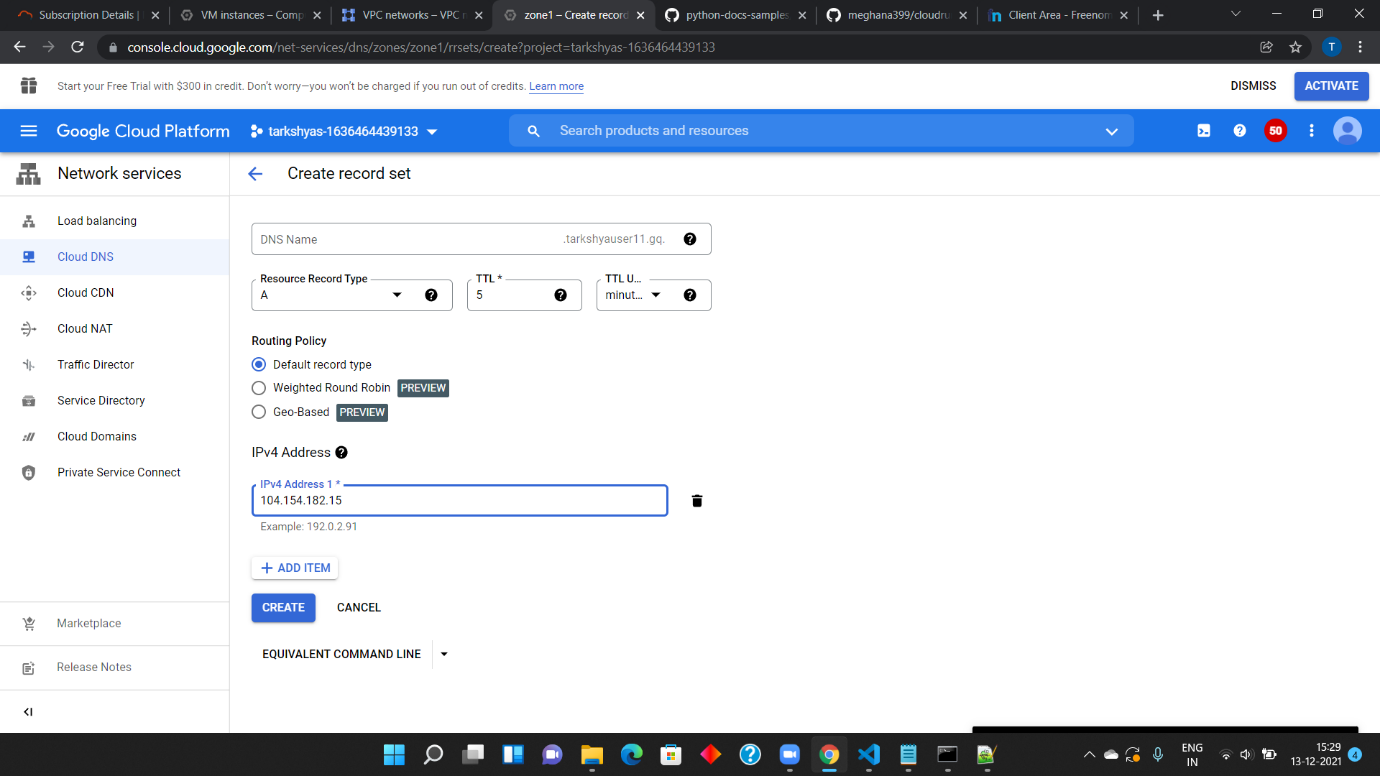 Subscription Details |
VM instances – Comp
VPC networks – VPC n
zone1 – Create record
python-docs-samples
meghana399/cloudru
Client Area - Freenom
console.cloud.google.com/net-services/dns/zones/zone1/rrsets/create?project=tarkshyas-1636464439133
T
Start your Free Trial with $300 in credit. Don't worry—you won't be charged if you run out of credits. Learn more
DISMISS
ACTIVATE
Google Cloud Platform
tarkshyas-1636464439133
Search products and resources
50
Network services
Create record set
Load balancing
Cloud DNS
Cloud CDN
Cloud NAT
Traffic Director
Service Directory
Cloud Domains
Private Service Connect
Marketplace
Release Notes
DNS Name
.tarkshyauser11.gq.
Resource Record Type
A
TTL *
5
TTL U...
minut...
Routing Policy
Default record type
Weighted Round Robin PREVIEW
Geo-Based PREVIEW
IPv4 Address
IPv4 Address 1 *
104.154.182.15
Example: 192.0.2.91
ADD ITEM
CREATE
CANCEL
EQUIVALENT COMMAND LINE
ENG
IN
15:29
13-12-2021
4